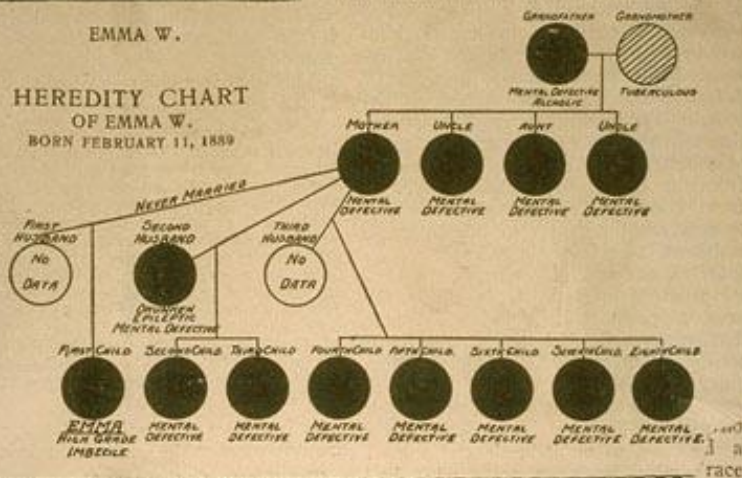 EMMA W.
HEREDITY CHART
OF EMMA W.
BORN FEBRUARY 11, 1889
GRANDFATHER
GRANDMOTHER
MENTAL DEFECTIVE
ALCOHOLIC
TUBERCULOUS
MOTHER
UNCLE
AUNT
UNCLE
MENTAL
DEFECTIVE
MENTAL
DEFECTIVE
MENTAL
DEFECTIVE
MENTAL
DEFECTIVE
NEVER MARRIED
FIRST
HUSBAND
NO
DATA
SECOND
HUSBAND
DRUNKEN
EPILEPTIC
MENTAL DEFECTIVE
THIRD
HUSBAND
NO
DATA
FIRST CHILD
SECOND CHILD
THIRD CHILD
FOURTH CHILD
FIFTH CHILD
SIXTH CHILD
SEVENTH CHILD
EIGHTH CHILD
EMMA
HIGH GRADE
IMBECILE
MENTAL
DEFECTIVE
MENTAL
DEFECTIVE
MENTAL
DEFECTIVE
MENTAL
DEFECTIVE
MENTAL
DEFECTIVE
MENTAL
DEFECTIVE
MENTAL
DEFECTIVE.
a
race